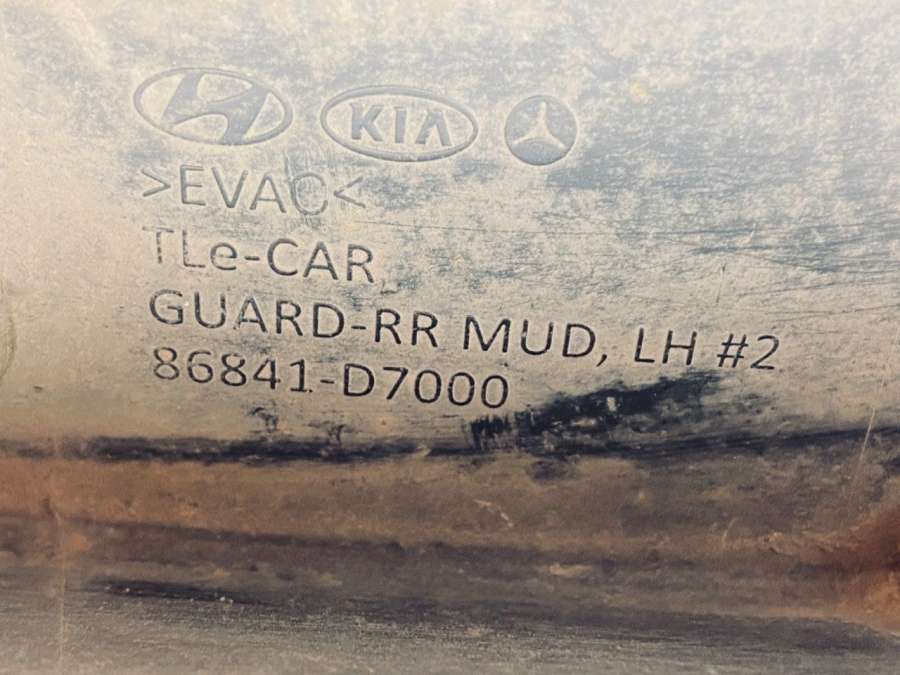 KIA
>EVAC<
TLe-CAR
GUARD-RR MUD, LH #2
86841-D7000